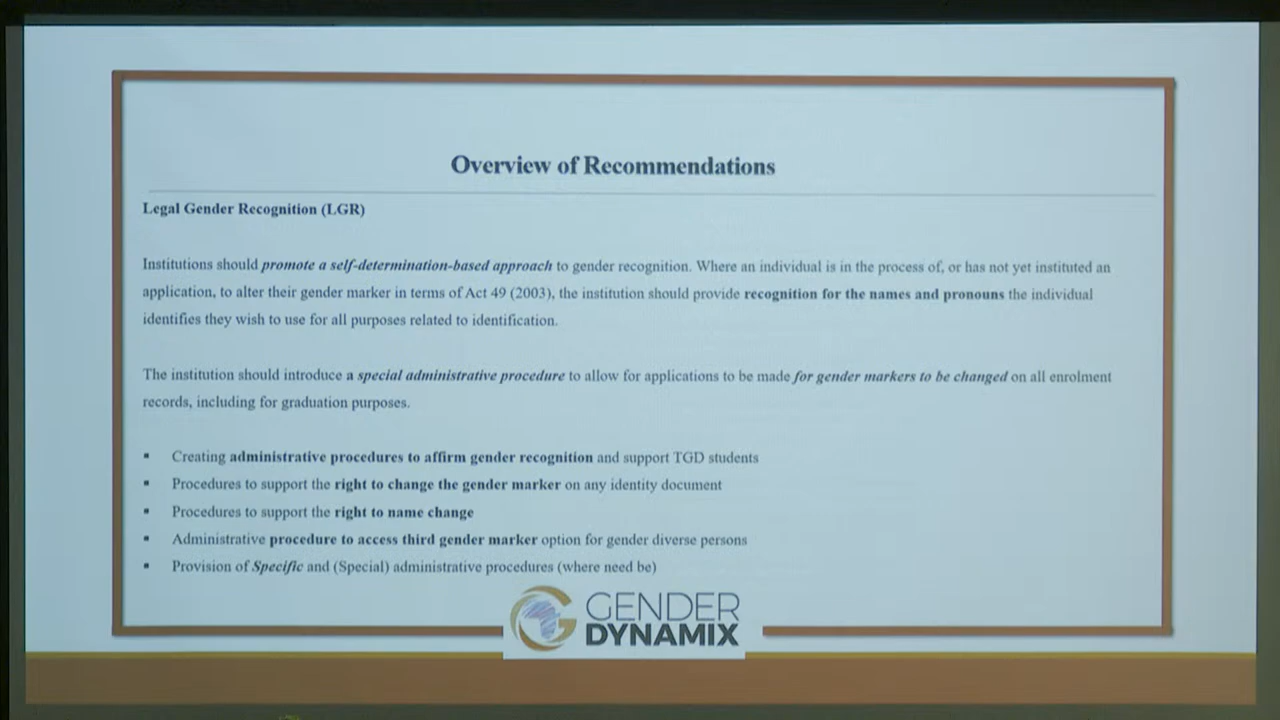 Overview of Recommendations
Legal Gender Recognition (LGR)
Institutions should promote a self-determination-based approach to gender recognition. Where an individual is in the process of, or has not yet instituted an
application, to alter their gender marker in terms of Act 49 (2003), the institution should provide recognition for the names and pronouns the individual
identifies they wish to use for all purposes related to identification.
The institution should introduce a special administrative procedure to allow for applications to be made for gender markers to be changed on all enrolment
records, including for graduation purposes.
▪ Creating administrative procedures to affirm gender recognition and support TGD students
▪ Procedures to support the right to change the gender marker on any identity document
▪ Procedures to support the right to name change
▪ Administrative procedure to access third gender marker option for gender diverse persons
▪ Provision of Specific and (Special) administrative procedures (where need be)
GENDER
DYNAMIX